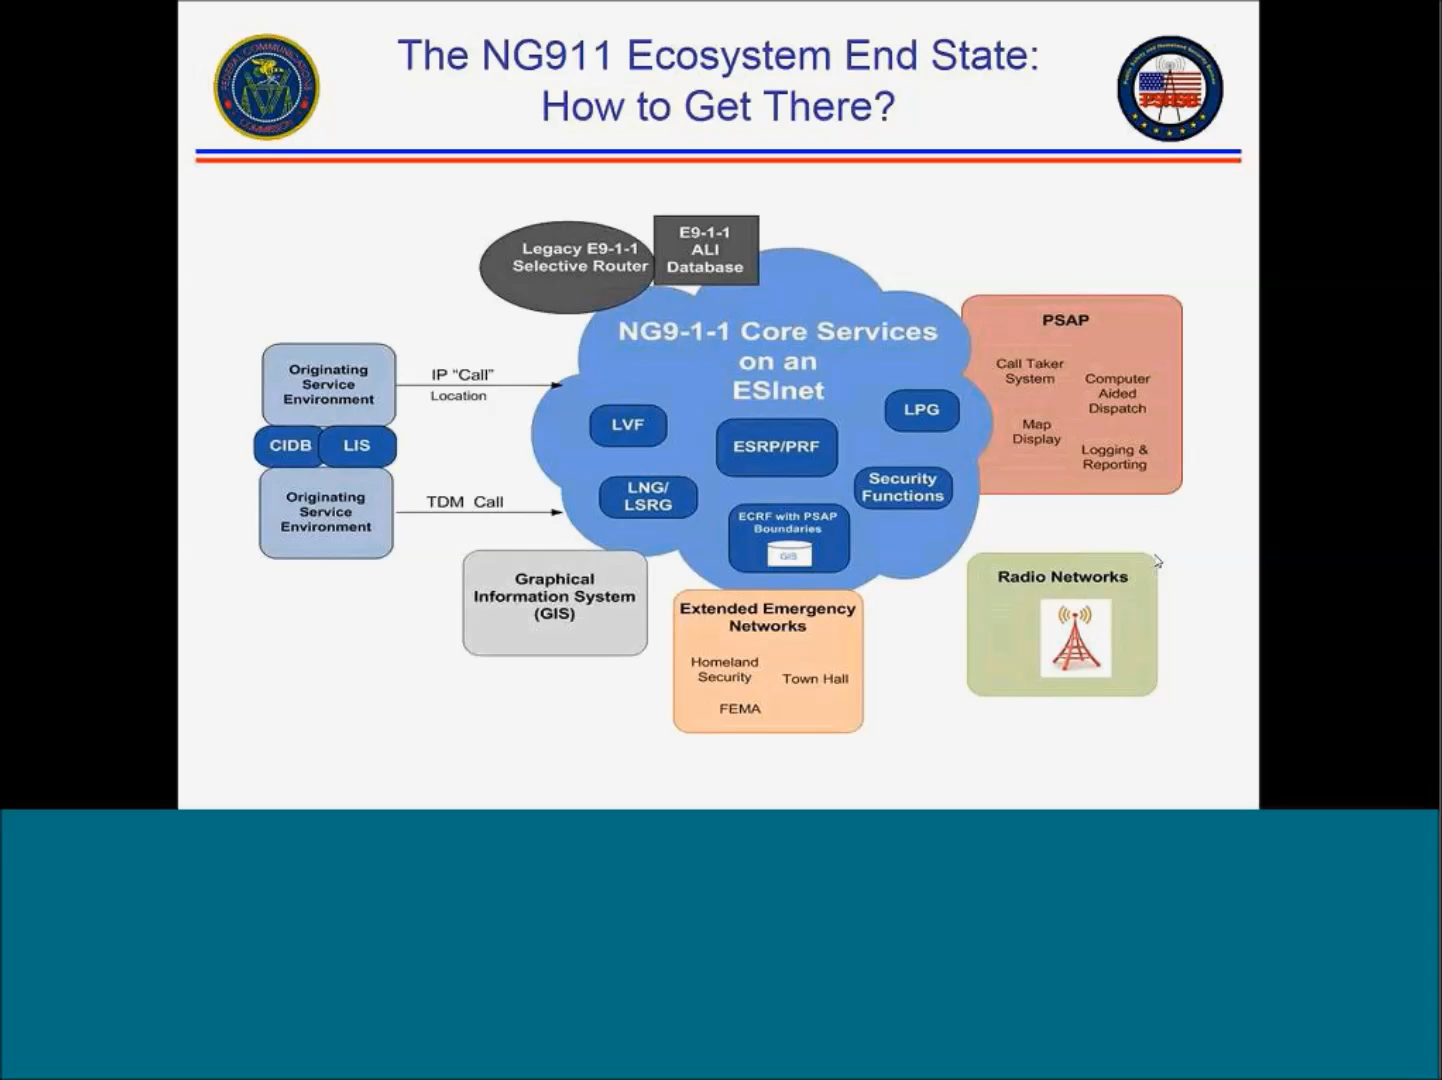 The NG911 Ecosystem End State:
How to Get There?
FEDERAL COMMUNICATIONS
COMMISSION
PSHSB
Legacy E9-1-1
Selective Router
E9-1-1
ALI
Database
NG9-1-1 Core Services
on an
ESInet
Originating
Service
Environment
IP “Call”
Location
CIDB
LIS
Originating
Service
Environment
TDM Call
LVF
LNG/
LSRG
ESRP/PRF
LPG
Security
Functions
ECRF with PSAP
Boundaries
GIS
PSAP
Call Taker
System
Computer
Aided
Dispatch
Map
Display
Logging &
Reporting
Graphical
Information System
(GIS)
Extended Emergency
Networks
Homeland
Security
Town Hall
FEMA
Radio Networks